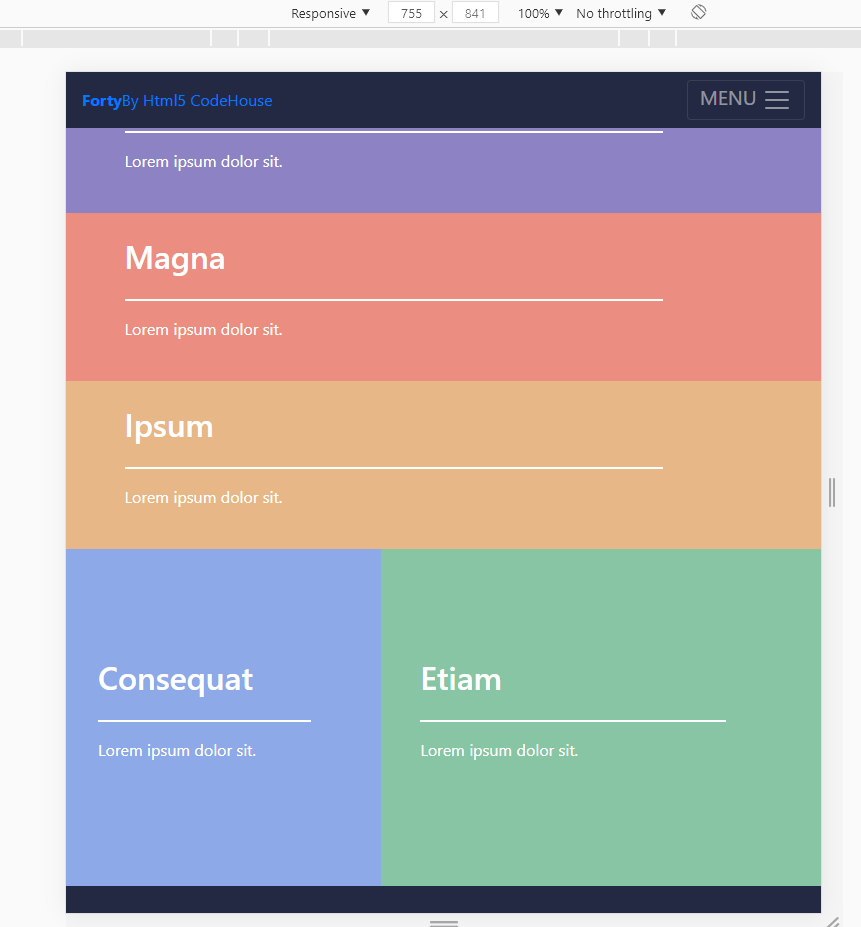 Responsive ▼ 755 × 841 100% ▼ No throttling ▼
FortyBy Html5 CodeHouse MENU
Lorem ipsum dolor sit.
Magna
Lorem ipsum dolor sit.
Ipsum
Lorem ipsum dolor sit.
Consequat
Lorem ipsum dolor sit.
Etiam
Lorem ipsum dolor sit.